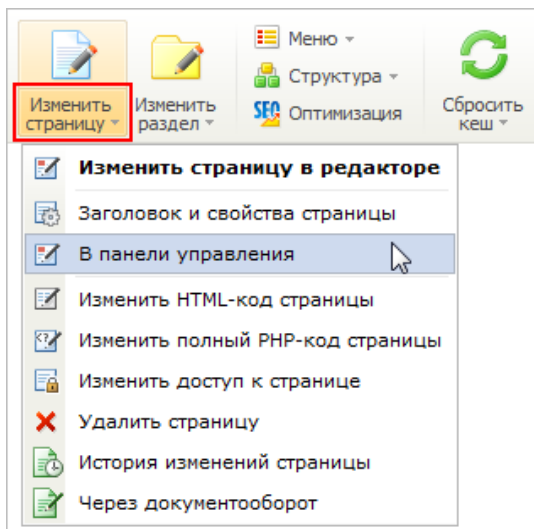 Меню
Структура
SEO Оптимизация
Изменить
страницу
Изменить
раздел
Сбросить
кеш
Изменить страницу в редакторе
Заголовок и свойства страницы
В панели управления
Изменить HTML-код страницы
Изменить полный PHP-код страницы
Изменить доступ к странице
Удалить страницу
История изменений страницы
Через документооборот